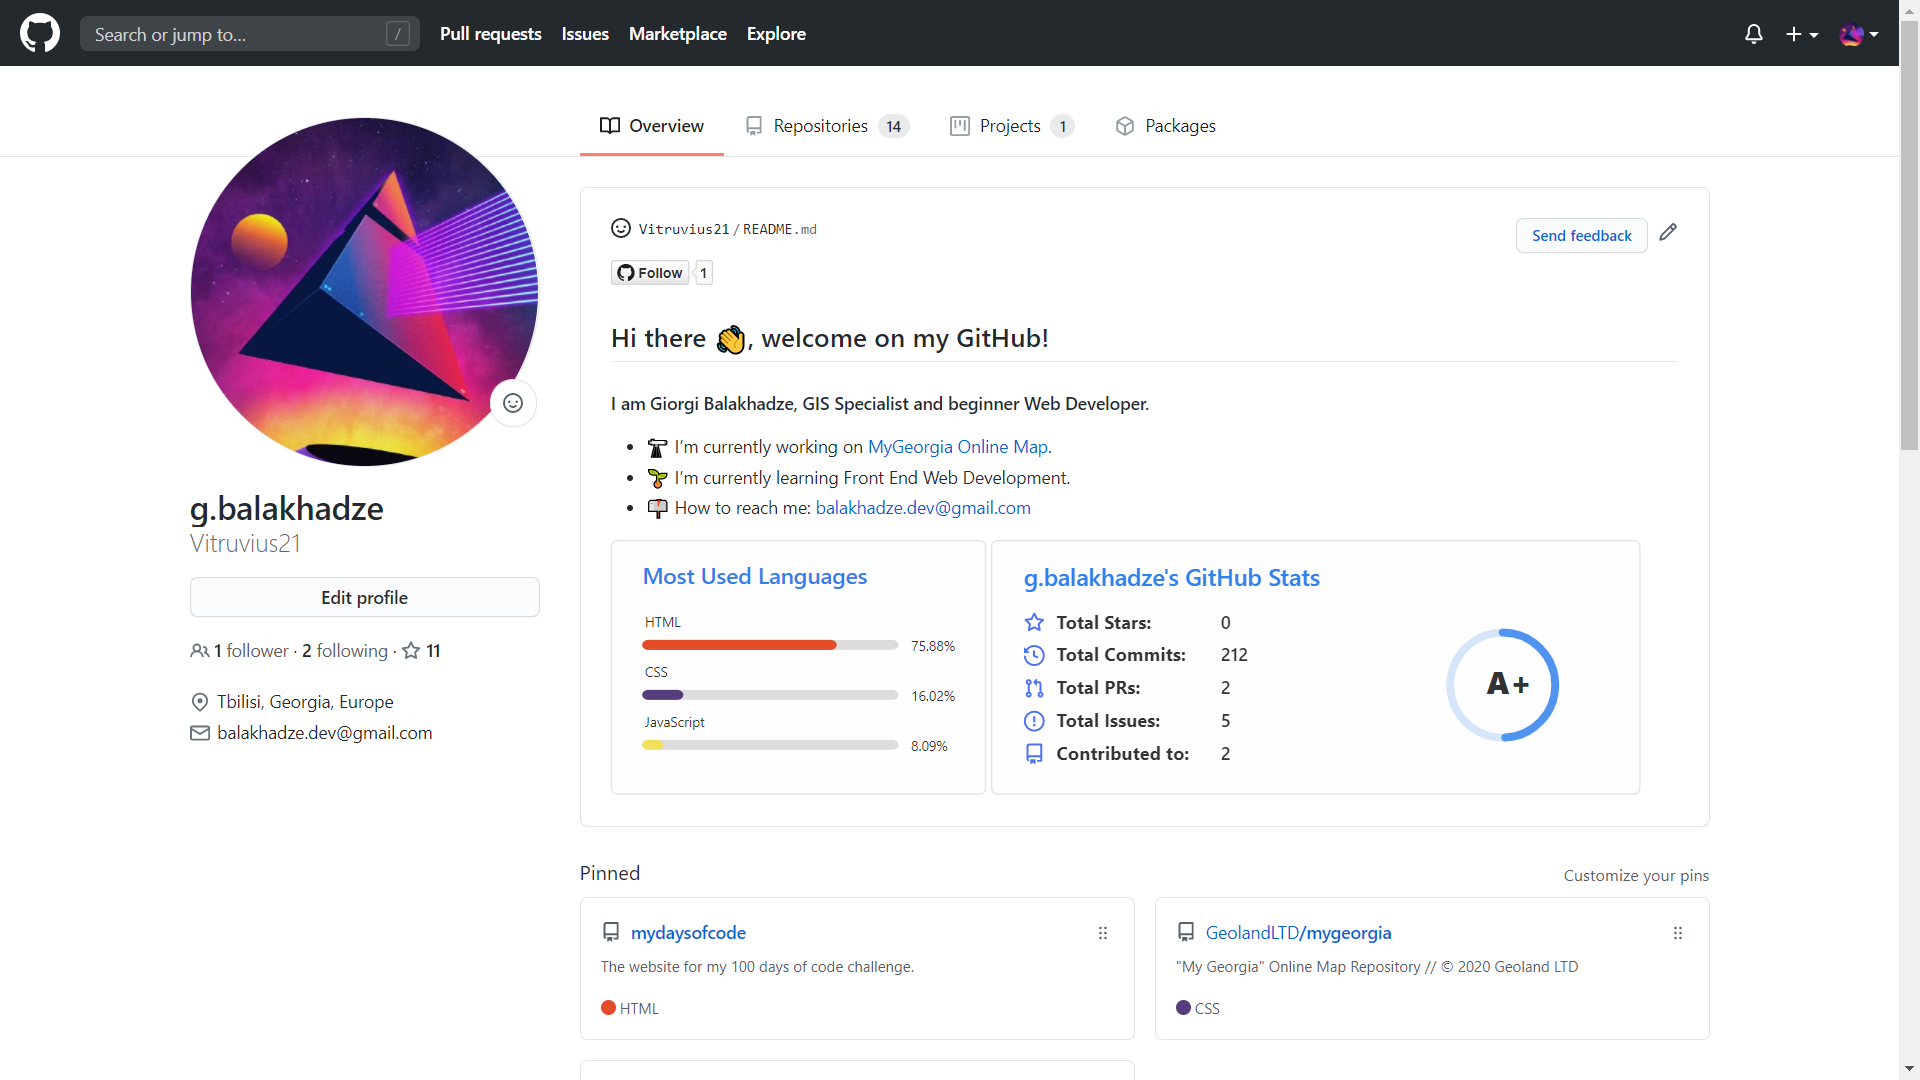 Search or jump to... /
Pull requests Issues Marketplace Explore
Overview Repositories 14 Projects 1 Packages
g.balakhadze
Vitruvius21
Edit profile
1 follower · 2 following · 11
Tbilisi, Georgia, Europe
balakhadze.dev@gmail.com
Vitruvius21/README.md
Send feedback
Follow 1
Hi there 👋, welcome on my GitHub!
I am Giorgi Balakhadze, GIS Specialist and beginner Web Developer.
I’m currently working on MyGeorgia Online Map.
I’m currently learning Front End Web Development.
How to reach me: balakhadze.dev@gmail.com
Most Used Languages
HTML
75.88%
CSS
16.02%
JavaScript
8.09%
g.balakhadze's GitHub Stats
Total Stars: 0
Total Commits: 212
Total PRs: 2
Total Issues: 5
Contributed to: 2
A+
Pinned
Customize your pins
mydaysofcode
The website for my 100 days of code challenge.
HTML
GeolandLTD/mygeorgia
"My Georgia" Online Map Repository // © 2020 Geoland LTD
CSS